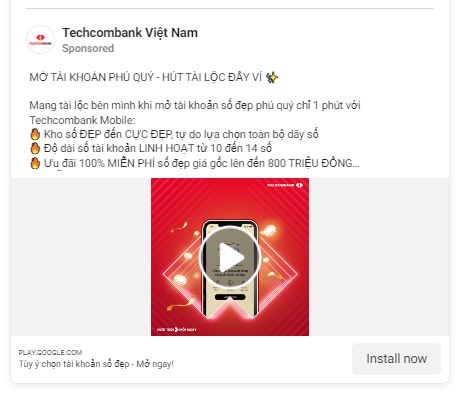 Techcombank Việt Nam
Sponsored
MỞ TÀI KHOẢN PHÚ QUÝ - HÚT TÀI LỘC ĐẦY VÍ ✨
Mang tài lộc bên mình khi mở tài khoản số đẹp phú quý chỉ 1 phút với
Techcombank Mobile:
🔥 Kho số ĐẸP đến CỰC ĐẸP, tự do lựa chọn toàn bộ dãy số
🔥 Độ dài số tài khoản LINH HOẠT từ 10 đến 14 số
🔥 Ưu đãi 100% MIỄN PHÍ số đẹp giá gốc lên đến 800 TRIỆU ĐỒNG...
TECHCOMBANK
VƯỢT TRỘI MỖI NGÀY
PLAY.GOOGLE.COM
Tùy ý chọn tài khoản số đẹp - Mở ngay!
Install now